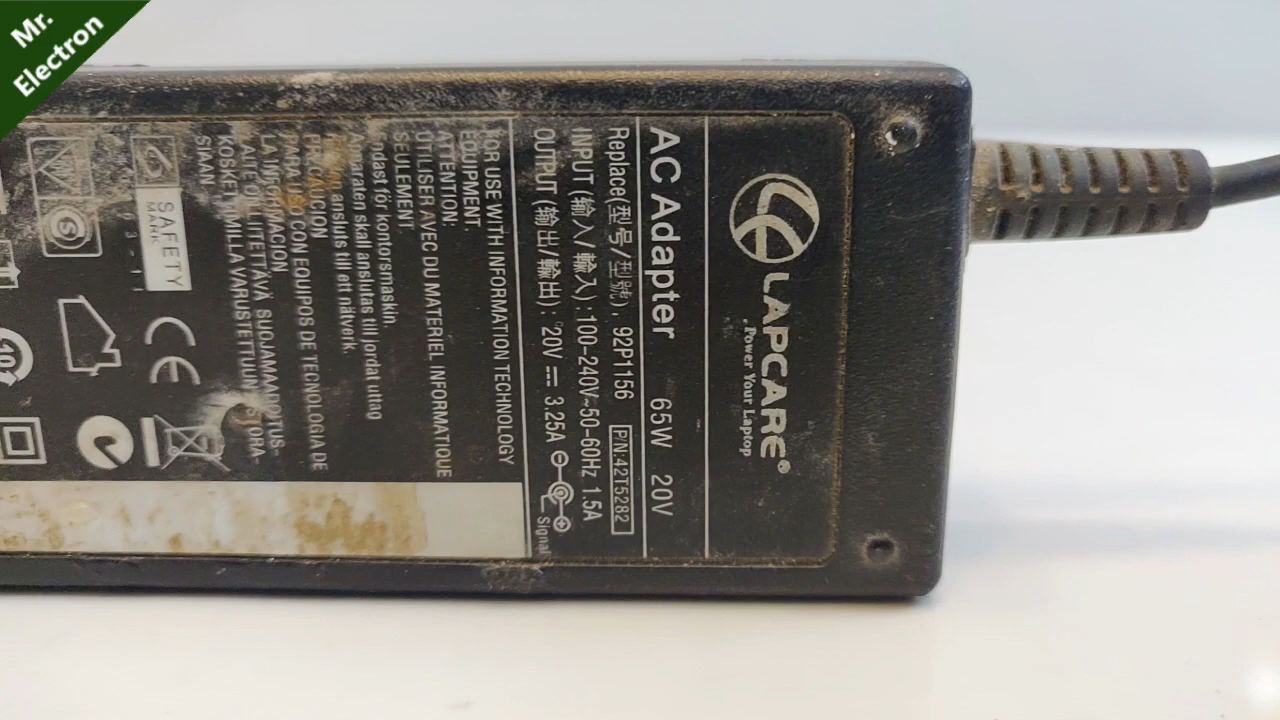 Mr.
Electron
LAPCARE®
Power Your Laptop
AC Adapter 65W 20V
Replace(型号/型號). 92P1156 P/N:42T5282
INPUT (输入/輸入) : 100-240V~50-60Hz 1.5A
OUTPUT (输出/輸出) : 20V 3.25A
Signal
FOR USE WITH INFORMATION TECHNOLOGY
EQUIPMENT.
ATTENTION:
UTILISER AVEC DU MATERIEL INFORMATIQUE
SEULEMENT
dast för kontorsmaskin.
Apparaten skall anslutas till jordat uttag
ansluts till ett nätverk.
PRECAUCION
PARA USO CON EQUIPOS DE TECNOLOGIA DE
LA INFORMACION
LAITE ON LIITETTÄVÄ SUOJAMAADOITUS-
KOSKETTIMILLA VARUSTETTUUN STORA-
SIAAN
SAFETY
MARK
CE
S
10